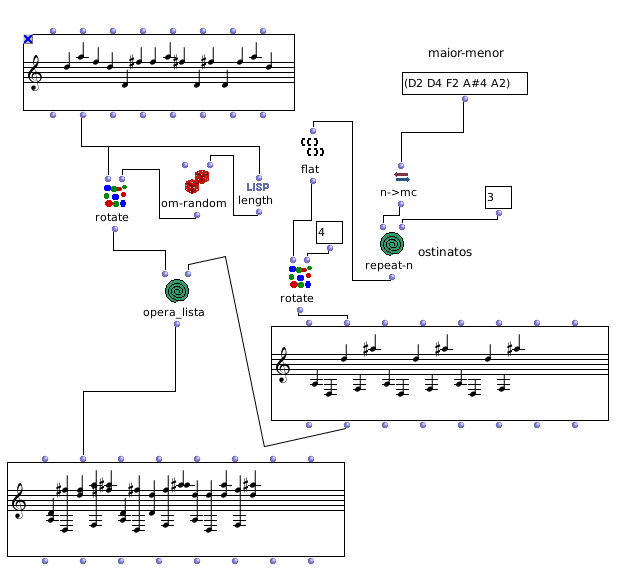 maior-menor
(D2 D4 F2 A#4 A2)
flat
n->mc
LISP
3
rotate
om-random
length
4
repeat-n
ostinatos
rotate
opera_lista